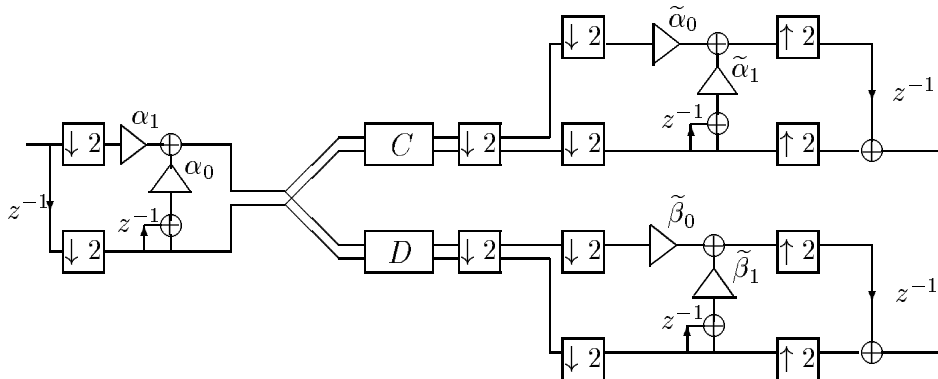 ↓ 2 α̃₀ ↑ 2
α̃₁
z⁻¹ z⁻¹
α₁
↓ 2 C ↓ 2 ↓ 2 ↑ 2
α₀
z⁻¹ z⁻¹
β̃₀
↓ 2 D ↓ 2 ↓ 2 ↑ 2
β̃₁
z⁻¹ z⁻¹
↓ 2 ↑ 2